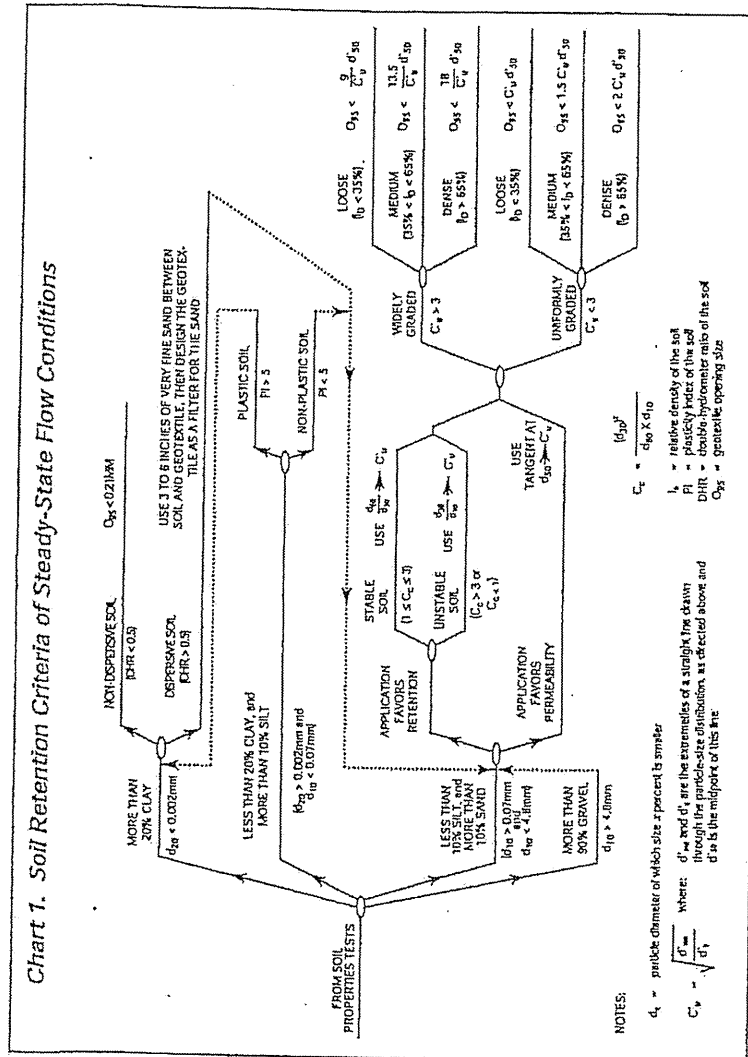 Chart 1. Soil Retention Criteria of Steady-State Flow Conditions
FROM SOIL
PROPERTIES TESTS
MORE THAN
20% CLAY
d20 < 0.002mm
NON-DISPERSIVE SOIL
(DHR < 0.5)
O95 < 0.21MM
DISPERSIVE SOIL
(DHR > 0.5)
USE 3 TO 6 INCHES OF VERY FINE SAND BETWEEN
SOIL AND GEOTEXTILE, THEN DESIGN THE GEOTEX-
TILE AS A FILTER FOR THE SAND
LESS THAN 20% CLAY, and
MORE THAN 10% SILT
(d20 > 0.002mm and
d10 < 0.07mm)
PLASTIC SOIL
PI > 5
NON-PLASTIC SOIL
PI < 5
LESS THAN
10% SILT, and
MORE THAN
10% SAND
(d10 > 0.07mm
and
d10 < 4.8mm)
MORE THAN
90% GRAVEL
d10 > 4.8mm
APPLICATION
FAVORS
RETENTION
APPLICATION
FAVORS
PERMEABILITY
STABLE
SOIL
(1 ≤ Cc ≤ 3)
USE
C'u
UNSTABLE
SOIL
(Cc > 3 or
Cc < 1)
USE
C'u
USE
TANGENT AT
d50 → C'u
WIDELY
GRADED
C'u > 3
UNIFORMLY
GRADED
C'u < 3
LOOSE
(ID < 35%)
O95 < 9/C'u d'50
MEDIUM
(35% < ID < 65%)
O95 < 13.5/C'u d'50
DENSE
(ID > 65%)
O95 < 18/C'u d'50
LOOSE
(ID < 35%)
O95 < C'u d'50
MEDIUM
(35% < ID < 65%)
O95 < 1.5 C'u d'50
DENSE
(ID > 65%)
O95 < 2 C'u d'50
NOTES:
dx = particle diameter of which size x percent is smaller
C'u = √(d'100/d'0) where: d'100 and d'0 are the extremeties of a straight line drawn
through the particle-size distribution, as directed above and
d'50 is the midpoint of this line
Cc = (d30)²/(d60 X d10)
ID = relative density of the soil
PI = plasticity index of the soil
DHR = double-hydrometer ratio of the soil
O95 = geotextile opening size